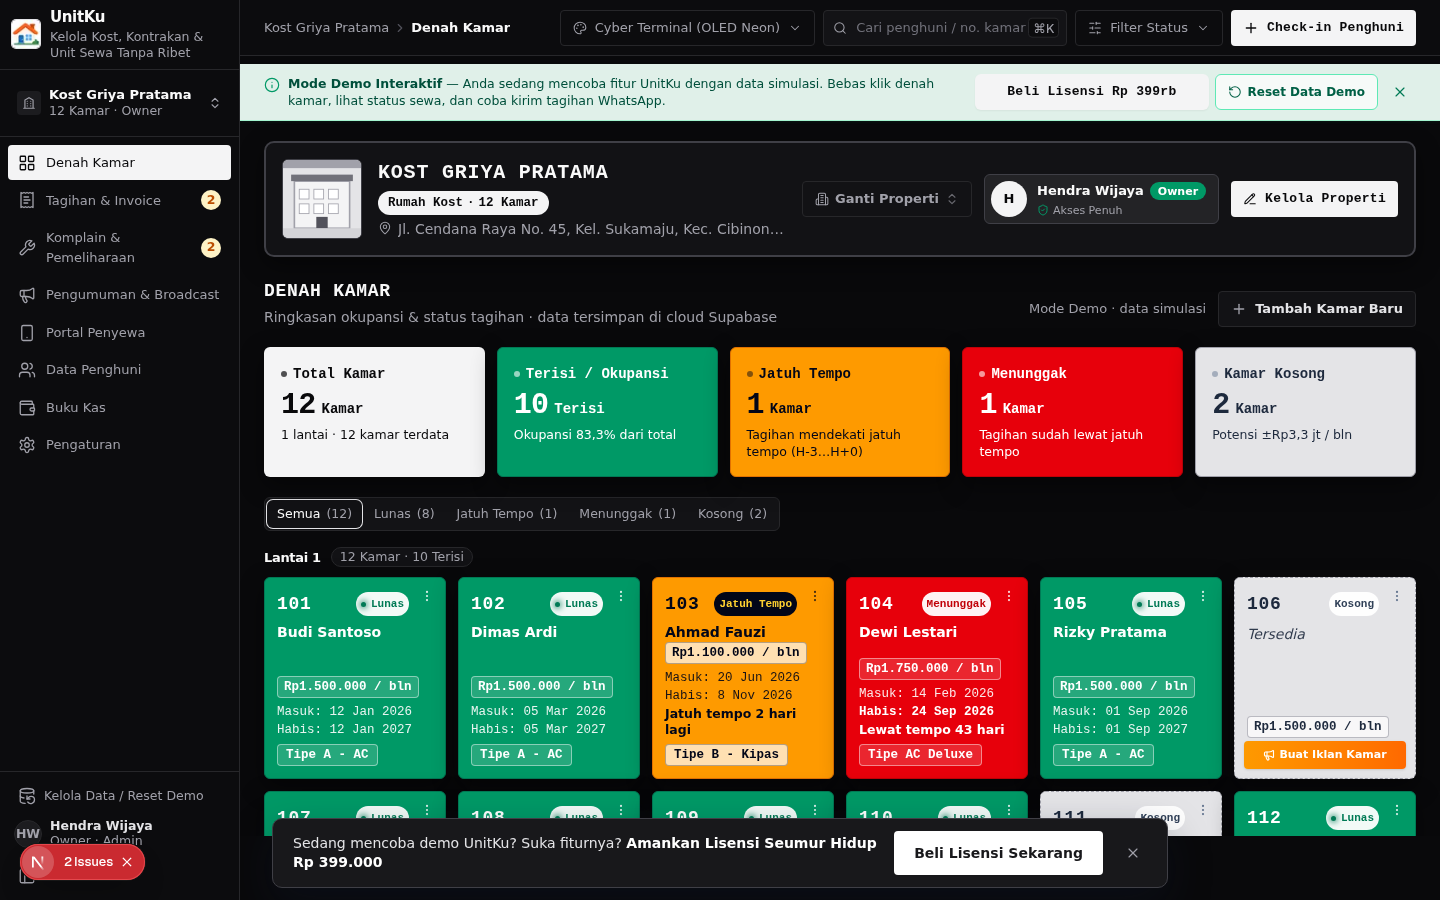 UnitKu
Kelola Kost, Kontrakan &
Unit Sewa Tanpa Ribet
Kost Griya Pratama
12 Kamar · Owner
Denah Kamar
Tagihan & Invoice 2
Komplain &
Pemeliharaan 2
Pengumuman & Broadcast
Portal Penyewa
Data Penghuni
Buku Kas
Pengaturan
Kelola Data / Reset Demo
HW Hendra Wijaya
Owner · Admin
N 2 Issues
Kost Griya Pratama > Denah Kamar
Cyber Terminal (OLED Neon)
Cari penghuni / no. kamar ⌘K
Filter Status
+ Check-in Penghuni
Mode Demo Interaktif — Anda sedang mencoba fitur UnitKu dengan data simulasi. Bebas klik denah
kamar, lihat status sewa, dan coba kirim tagihan WhatsApp.
Beli Lisensi Rp 399rb
Reset Data Demo
KOST GRIYA PRATAMA
Rumah Kost · 12 Kamar
Jl. Cendana Raya No. 45, Kel. Sukamaju, Kec. Cibinon...
Ganti Properti
H
Hendra Wijaya Owner
Akses Penuh
Kelola Properti
DENAH KAMAR
Ringkasan okupansi & status tagihan · data tersimpan di cloud Supabase
Mode Demo · data simulasi
+ Tambah Kamar Baru
Total Kamar
12 Kamar
1 lantai · 12 kamar terdata
Terisi / Okupansi
10 Terisi
Okupansi 83,3% dari total
Jatuh Tempo
1 Kamar
Tagihan mendekati jatuh
tempo (H-3...H+0)
Menunggak
1 Kamar
Tagihan sudah lewat jatuh
tempo
Kamar Kosong
2 Kamar
Potensi ±Rp3,3 jt / bln
Semua (12) Lunas (8) Jatuh Tempo (1) Menunggak (1) Kosong (2)
Lantai 1 12 Kamar · 10 Terisi
101 Lunas
Budi Santoso
Rp1.500.000 / bln
Masuk: 12 Jan 2026
Habis: 12 Jan 2027
Tipe A - AC
102 Lunas
Dimas Ardi
Rp1.500.000 / bln
Masuk: 05 Mar 2026
Habis: 05 Mar 2027
Tipe A - AC
103 Jatuh Tempo
Ahmad Fauzi
Rp1.100.000 / bln
Masuk: 20 Jun 2026
Habis: 8 Nov 2026
Jatuh tempo 2 hari
lagi
Tipe B - Kipas
104 Menunggak
Dewi Lestari
Rp1.750.000 / bln
Masuk: 14 Feb 2026
Habis: 24 Sep 2026
Lewat tempo 43 hari
Tipe AC Deluxe
105 Lunas
Rizky Pratama
Rp1.500.000 / bln
Masuk: 01 Sep 2026
Habis: 01 Sep 2027
Tipe A - AC
106 Kosong
Tersedia
Rp1.500.000 / bln
Buat Iklan Kamar
107 Lunas
108 Lunas
109 Lunas
110 Lunas
111 Kosong
112 Lunas
Sedang mencoba demo UnitKu? Suka fiturnya? Amankan Lisensi Seumur Hidup
Rp 399.000
Beli Lisensi Sekarang